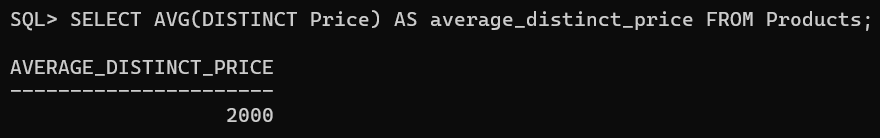 SQL> SELECT AVG(DISTINCT Price) AS average_distinct_price FROM Products;
AVERAGE_DISTINCT_PRICE
----------------------
2000